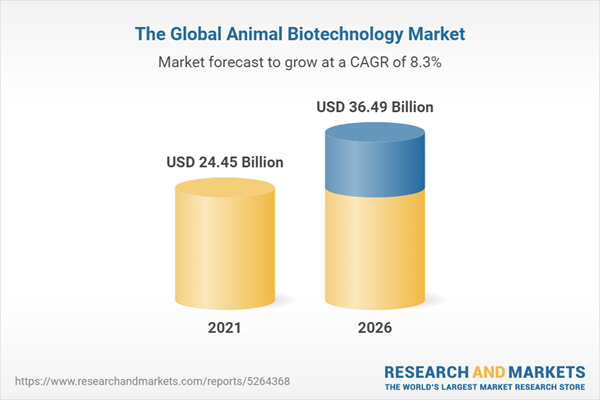 The Global Animal Biotechnology Market
Market forecast to grow at a CAGR of 8.3%
USD 36.49 Billion
USD 24.45 Billion
2021
2026
https://www.researchandmarkets.com/reports/5264368
RESEARCH AND MARKETS
THE WORLD'S LARGEST MARKET RESEARCH STORE